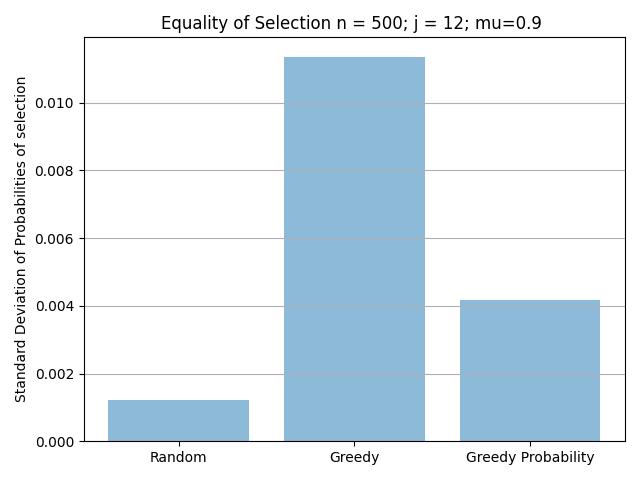 Equality of Selection n = 500; j = 12; mu=0.9
Standard Deviation of Probabilities of selection
0.010
0.008
0.006
0.004
0.002
0.000
Random
Greedy
Greedy Probability